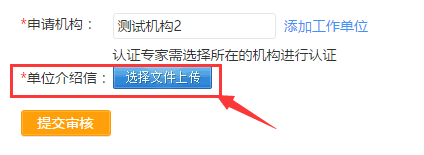 *申请机构： 测试机构2 添加工作单位
认证专家需选择所在的机构进行认证
*单位介绍信： 选择文件上传
提交审核